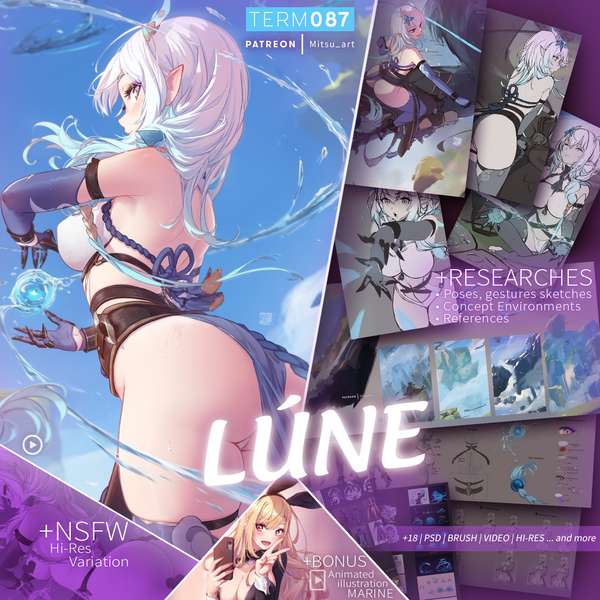 TERM087
PATREON | Mitsu_art
+RESEARCHES
• Poses, gestures sketches
• Concept Environments
• References
LÚNE
+NSFW
Hi-Res
Variation
+18 | PSD | BRUSH | VIDEO | HI-RES ... and more
+BONUS
Animated
illustration
MARINE